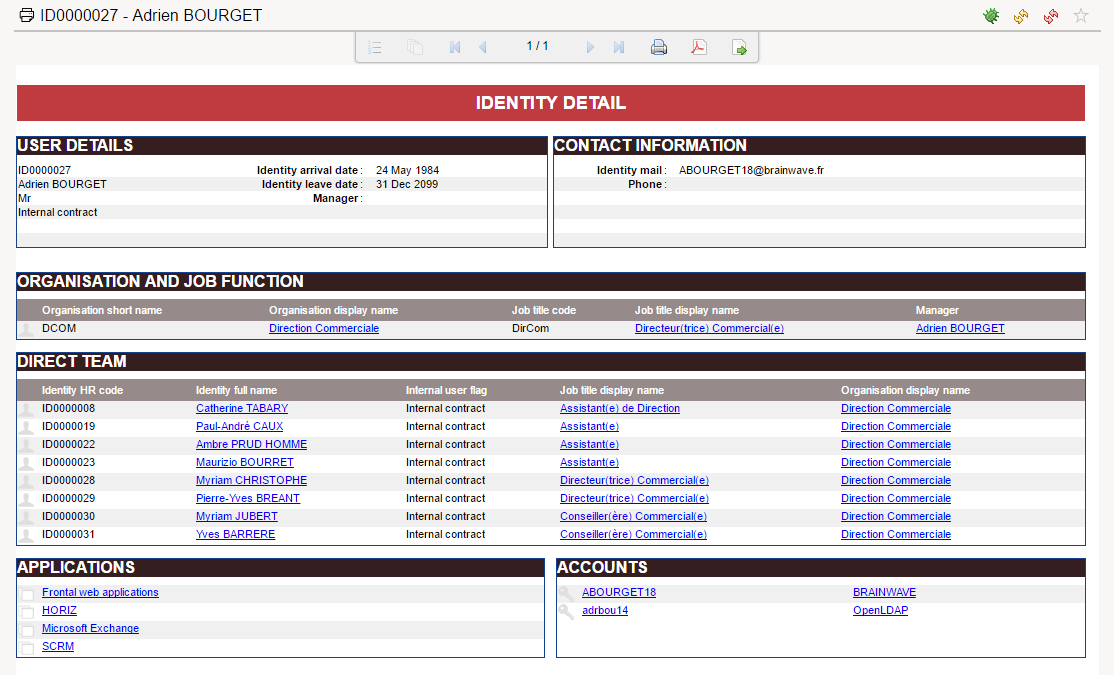 ID0000027 - Adrien BOURGET
1 / 1
IDENTITY DETAIL
USER DETAILS
ID0000027 Identity arrival date : 24 May 1984
Adrien BOURGET Identity leave date : 31 Dec 2099
Mr Manager :
Internal contract
CONTACT INFORMATION
Identity mail : ABOURGET18@brainwave.fr
Phone :
ORGANISATION AND JOB FUNCTION
Organisation short name Organisation display name Job title code Job title display name Manager
DCOM Direction Commerciale DirCom Directeur(trice) Commercial(e) Adrien BOURGET
DIRECT TEAM
Identity HR code Identity full name Internal user flag Job title display name Organisation display name
ID0000008 Catherine TABARY Internal contract Assistant(e) de Direction Direction Commerciale
ID0000019 Paul-André CAUX Internal contract Assistant(e) Direction Commerciale
ID0000022 Ambre PRUD HOMME Internal contract Assistant(e) Direction Commerciale
ID0000023 Maurizio BOURRET Internal contract Assistant(e) Direction Commerciale
ID0000028 Myriam CHRISTOPHE Internal contract Directeur(trice) Commercial(e) Direction Commerciale
ID0000029 Pierre-Yves BREANT Internal contract Directeur(trice) Commercial(e) Direction Commerciale
ID0000030 Myriam JUBERT Internal contract Conseiller(ère) Commercial(e) Direction Commerciale
ID0000031 Yves BARRERE Internal contract Conseiller(ère) Commercial(e) Direction Commerciale
APPLICATIONS
Frontal web applications
HORIZ
Microsoft Exchange
SCRM
ACCOUNTS
ABOURGET18 BRAINWAVE
adrbou14 OpenLDAP